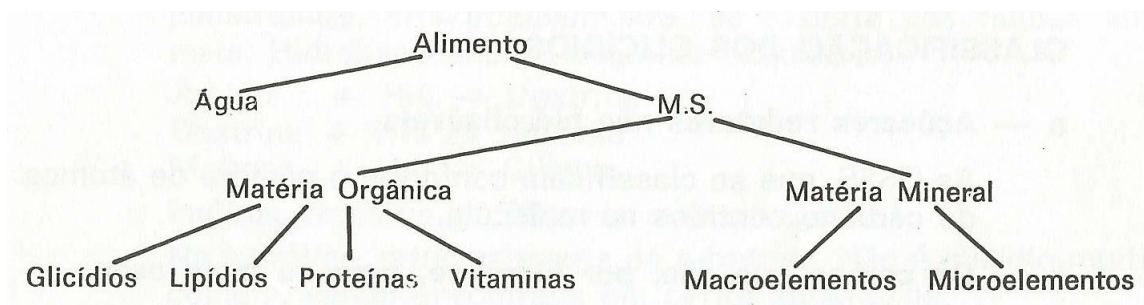 Alimento
Água M.S.
Matéria Orgânica Matéria Mineral
Glicídios Lipídios Proteínas Vitaminas Macroelementos Microelementos